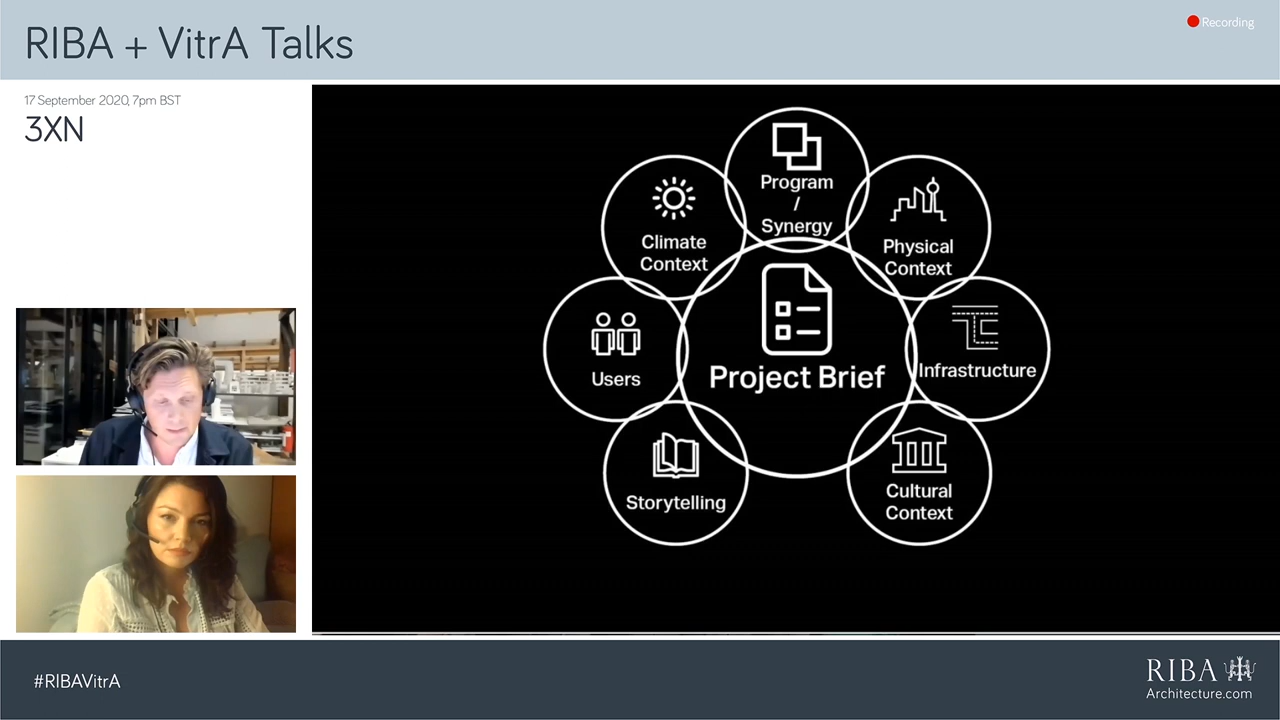 RIBA + VitrA Talks
Recording
17 September 2020, 7pm BST
3XN
Program
/
Synergy
Climate
Context
Physical
Context
Users
Project Brief
Infrastructure
Storytelling
Cultural
Context
#RIBAVitrA
RIBA
Architecture.com